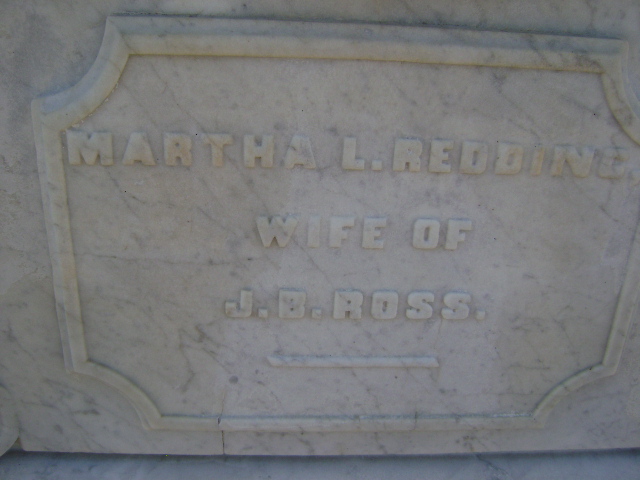 MARTHA L. REDDING.
WIFE OF
J. B. ROSS.